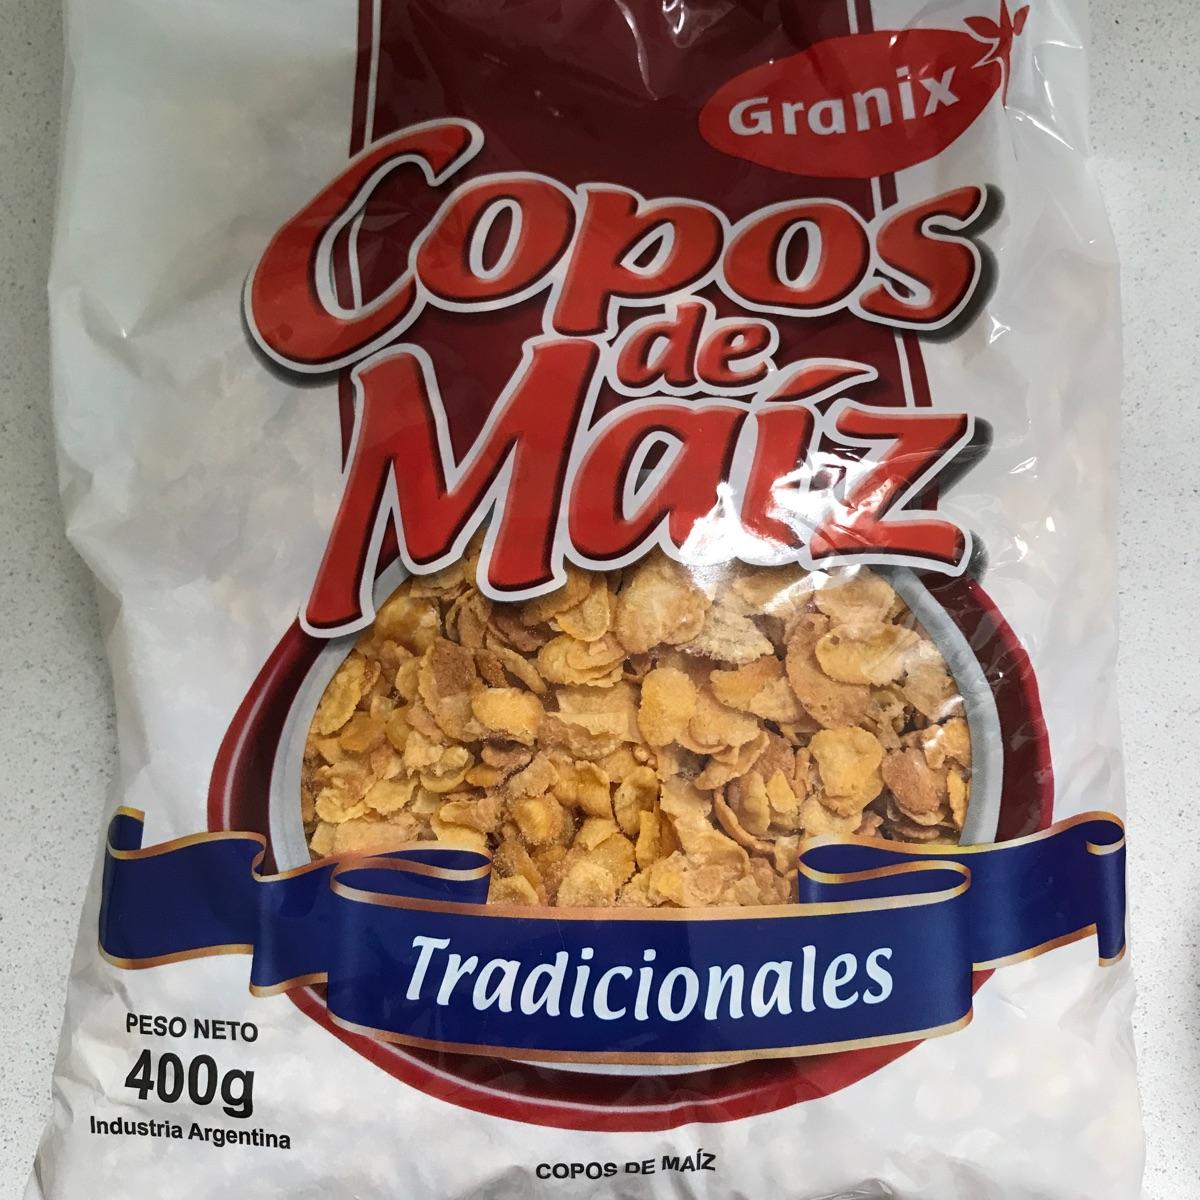 Granix
Copos
de
Maíz
Tradicionales
PESO NETO
400g
Industria Argentina
COPOS DE MAÍZ